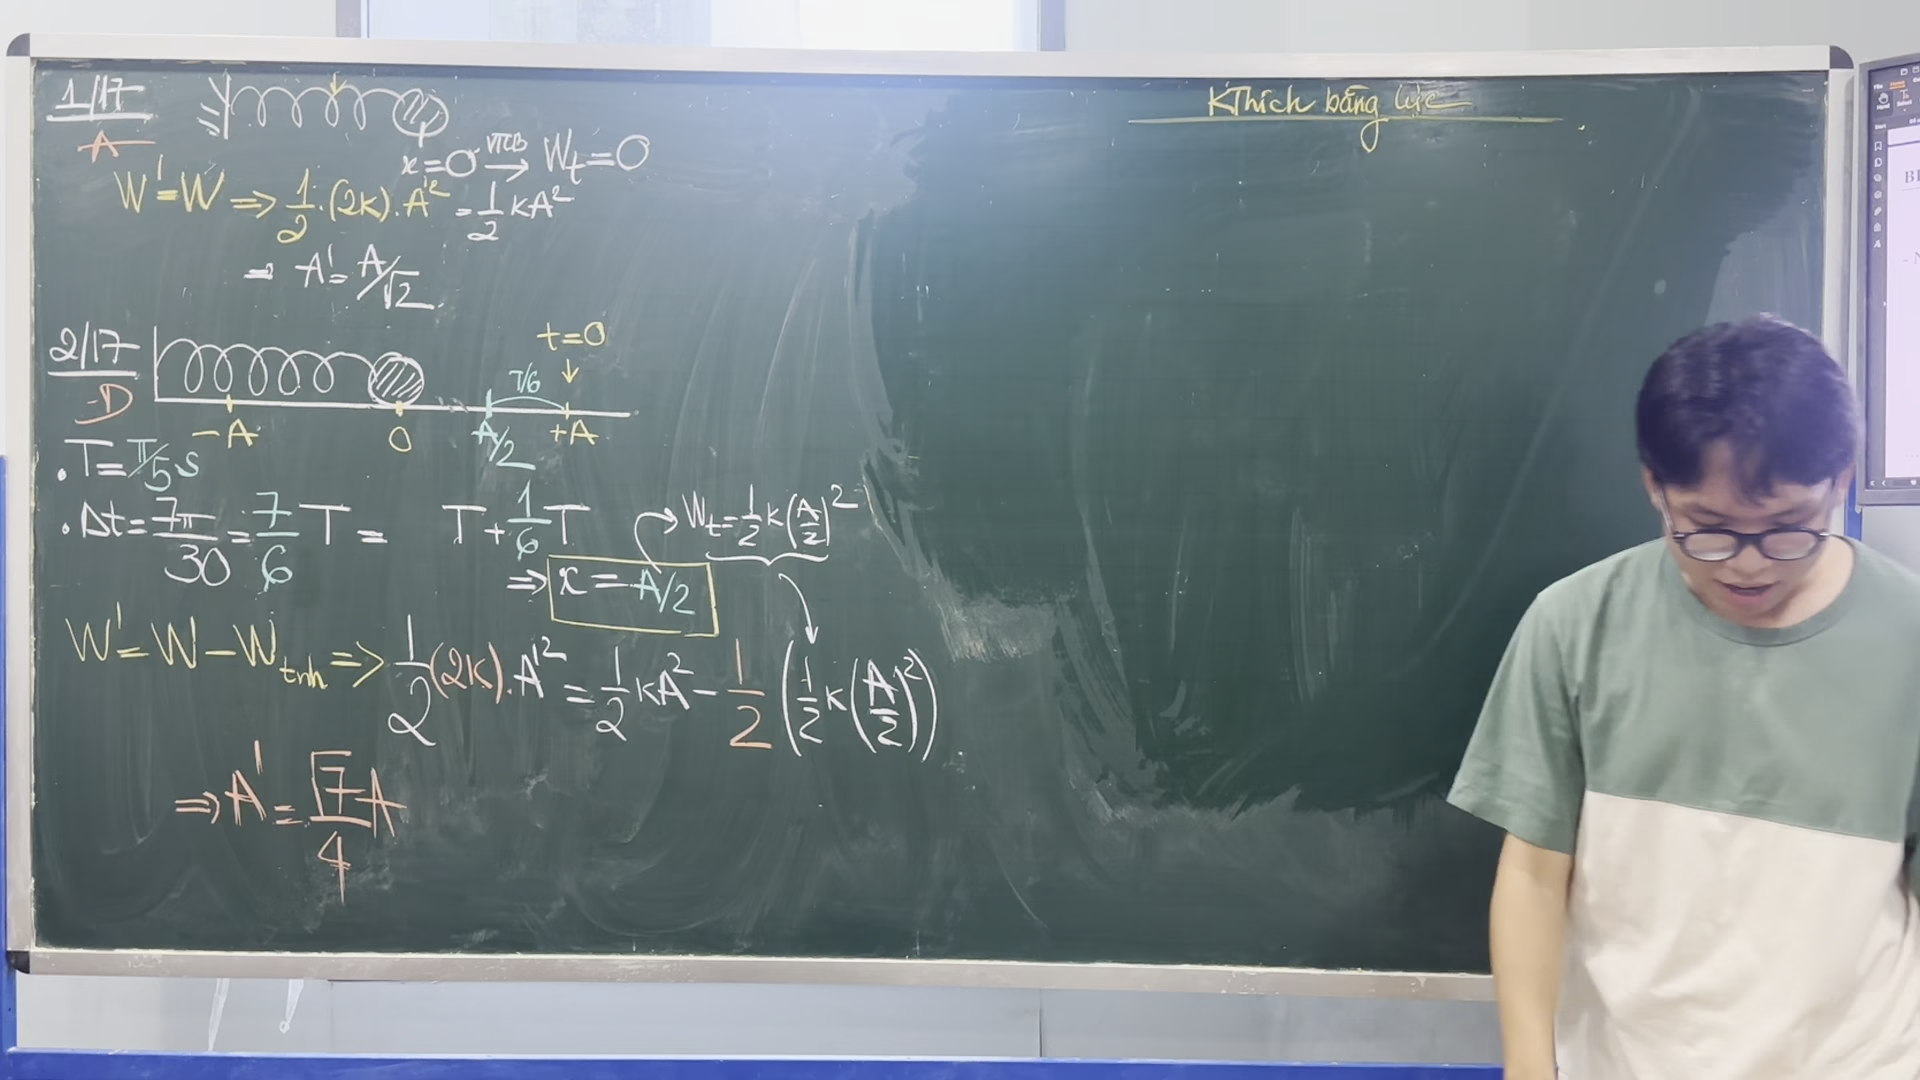 1/17
A
x=0 VTCB → Wt=0
W'=W ⇒ 1/2.(2K).A'² = 1/2 KA²
⇒ A'= A/√2
2/17
D
t=0
T/6
-A O A/2 +A
. T= π/5 s
. Δt= 7π/30 = 7/6 T = T+ 1/6 T
Wt= 1/2 K(A/2)²
⇒ x = A/2
W'= W - Wtnh ⇒ 1/2 (2K).A'² = 1/2 KA² - 1/2 (1/2 K(A/2)²)
⇒ A' = √7 A/4
KThích bằng lực